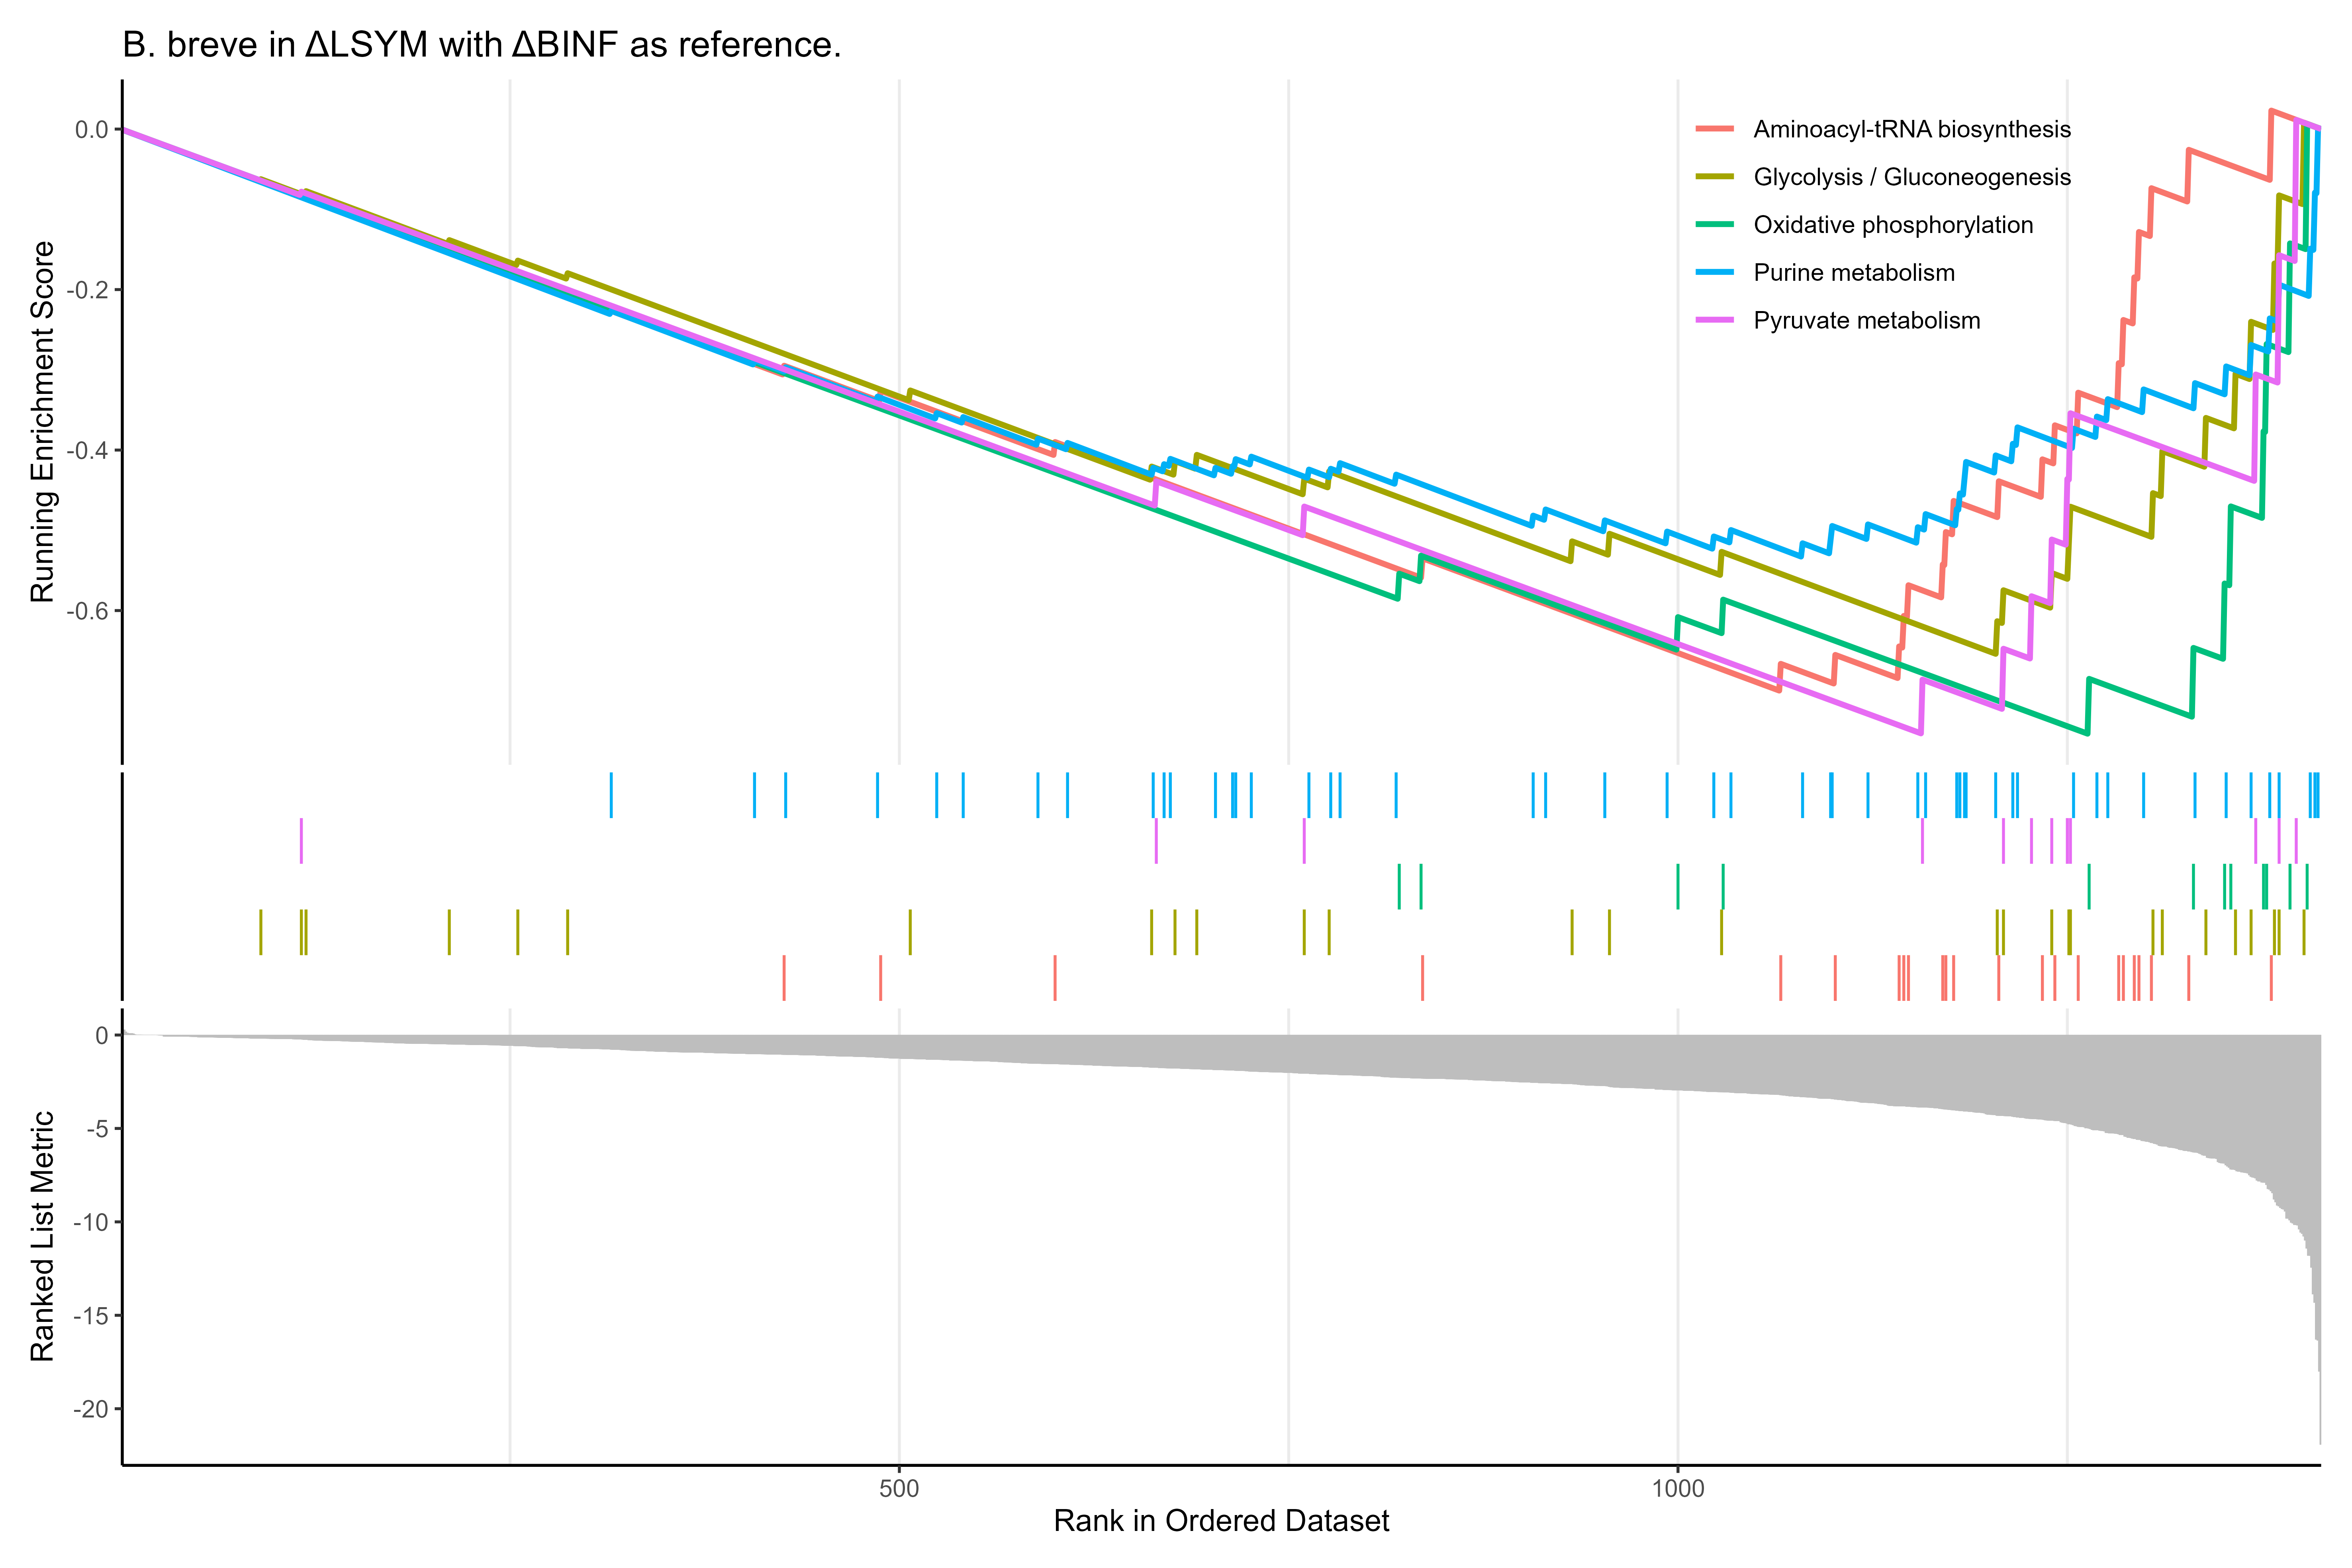 B. breve in ΔLSYM with ΔBINF as reference.
Running Enrichment Score
0.0
-0.2
-0.4
-0.6
Aminoacyl-tRNA biosynthesis
Glycolysis / Gluconeogenesis
Oxidative phosphorylation
Purine metabolism
Pyruvate metabolism
Ranked List Metric
0
-5
-10
-15
-20
500
1000
Rank in Ordered Dataset